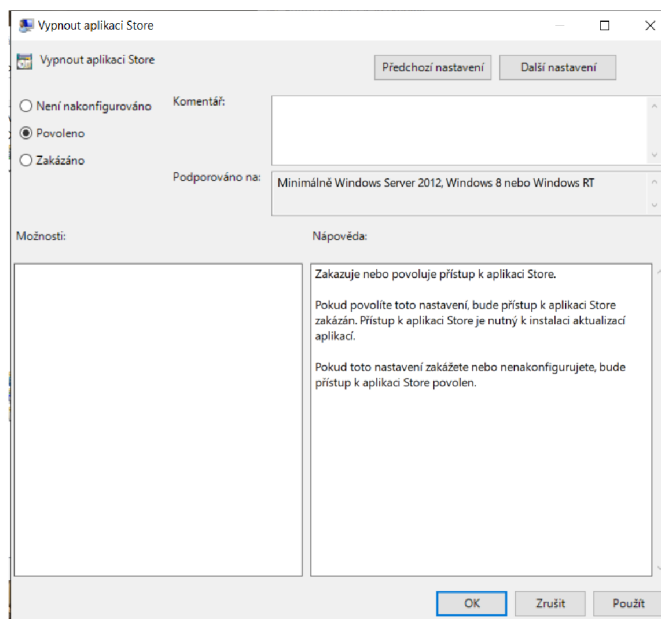 Vypnout aplikaci Store
Vypnout aplikaci Store
Předchozí nastavení
Další nastavení
Není nakonfigurováno
Komentář:
Povoleno
Zakázáno
Podporováno na:
Minimálně Windows Server 2012, Windows 8 nebo Windows RT
Možnosti:
Nápověda:
Zakazuje nebo povoluje přístup k aplikaci Store.
Pokud povolíte toto nastavení, bude přístup k aplikaci Store
zakázán. Přístup k aplikaci Store je nutný k instalaci aktualizací
aplikací.
Pokud toto nastavení zakážete nebo nenakonfigurujete, bude
přístup k aplikaci Store povolen.
OK
Zrušit
Použít